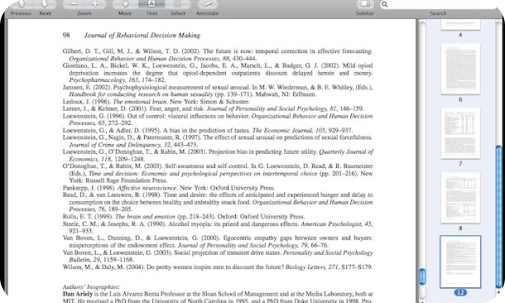 Previous Next Zoom Move Text Select Annotate Sidebar Search
98 Journal of Behavioral Decision Making
Gilbert, D. T., Gill, M. J., & Wilson, T. D. (2002). The future is now: temporal correction in affective forecasting.
Organizational Behavior and Human Decision Processes, 88, 430–444.
Giordano, L. A., Bickel, W. K., Loewenstein, G., Jacobs, E. A., Marsch, L., & Badger, G. J. (2002). Mild opioid
deprivation increases the degree that opioid-dependent outpatients discount delayed heroin and money.
Psychopharmacology, 163, 174–182.
Janssen, E. (2002). Psychophysiological measurement of sexual arousal. In M. W. Wiederman, & B. E. Whitley, (Eds.),
Handbook for conducting research on human sexuality (pp. 139–171). Mahwah, NJ: Erlbaum.
Ledoux, J. (1996). The emotional brain. New York: Simon & Schuster.
Lerner, J., & Keltner, D. (2001). Fear, anger, and risk. Journal of Personality and Social Psychology, 81, 146–159.
Loewenstein, G. (1996). Out of control: visceral influences on behavior. Organizational Behavior and Human Decision
Processes, 65, 272–292.
Loewenstein, G., & Adler, D. (1995). A bias in the prediction of tastes. The Economic Journal, 105, 929–937.
Loewenstein, G., Nagin, D., & Paternoster, R. (1997). The effect of sexual arousal on predictions of sexual forcefulness.
Journal of Crime and Delinquency, 32, 443–473.
Loewenstein, G., O'Donoghue, T., & Rabin, M. (2003). Projection bias in predicting future utility. Quarterly Journal of
Economics, 118, 1209–1248.
O'Donoghue, T., & Rabin, M. (2003). Self-awareness and self-control. In G. Loewenstein, D. Read, & R. Baumeister
(Eds.), Time and decision: Economic and psychological perspectives on intertemporal choice (pp. 201–216). New
York: Russell Sage Foundation Press.
Panksepp, J. (1998). Affective neuroscience. New York: Oxford University Press.
Read, D., & van Leeuwen, B. (1998). Time and desire: the effects of anticipated and experienced hunger and delay to
consumption on the choice between healthy and unhealthy snack food. Organizational Behavior and Human Decision
Processes, 76, 189–205.
Rolls, E. T. (1999). The brain and emotion (pp. 218–243). Oxford: Oxford University Press.
Steele, C. M., & Josephs, R. A. (1990). Alcohol myopia: its prized and dangerous effects. American Psychologist, 45,
921–933.
Van Boven, L., Dunning, D., & Loewenstein, G. (2000). Egocentric empathy gaps between owners and buyers:
misperceptions of the endowment effect. Journal of Personality and Social Psychology, 79, 66–76.
Van Boven, L., & Loewenstein, G. (2003). Social projection of transient drive states. Personality and Social Psychology
Bulletin, 29, 1159–1168.
Wilson, M., & Daly, M. (2004). Do pretty women inspire men to discount the future? Biology Letters, 271, S177–S179.
Authors' biographies:
Dan Ariely is the Luis Alvarez Renta Professor at the Sloan School of Management and at the Media Laboratory, both at
MIT. He received a PhD from the University of North Carolina in 1995, and a PhD from Duke University in 1998. Pro-
4
6
7
8
12